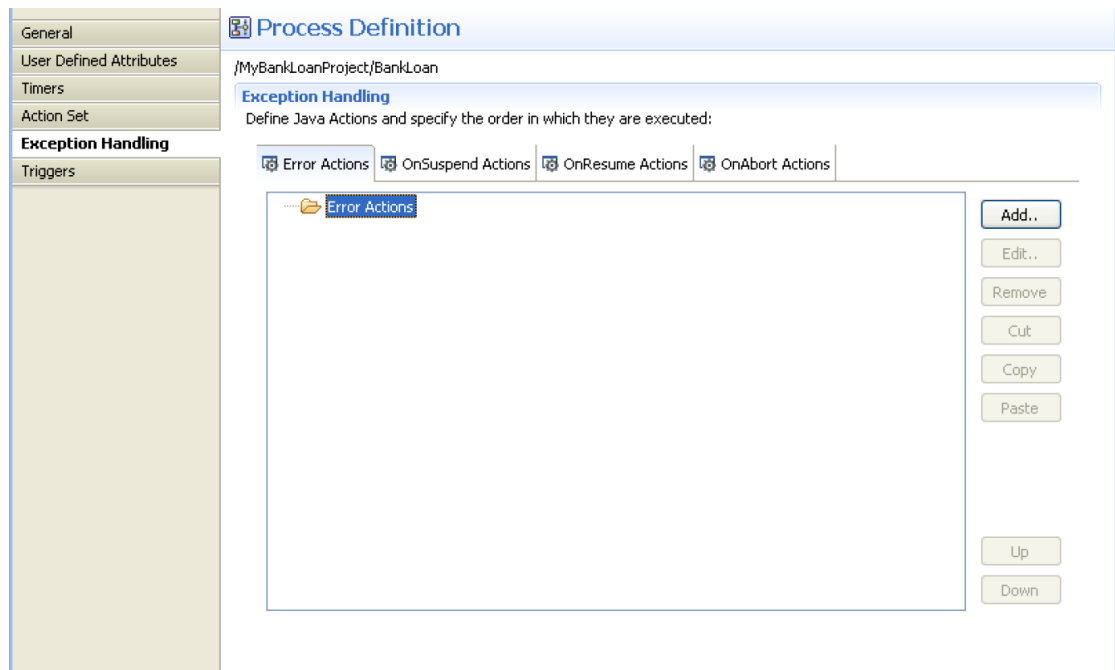 General
User Defined Attributes
Timers
Action Set
Exception Handling
Triggers
Process Definition
/MyBankLoanProject/BankLoan
Exception Handling
Define Java Actions and specify the order in which they are executed:
Error Actions
OnSuspend Actions
OnResume Actions
OnAbort Actions
Error Actions
Add..
Edit..
Remove
Cut
Copy
Paste
Up
Down